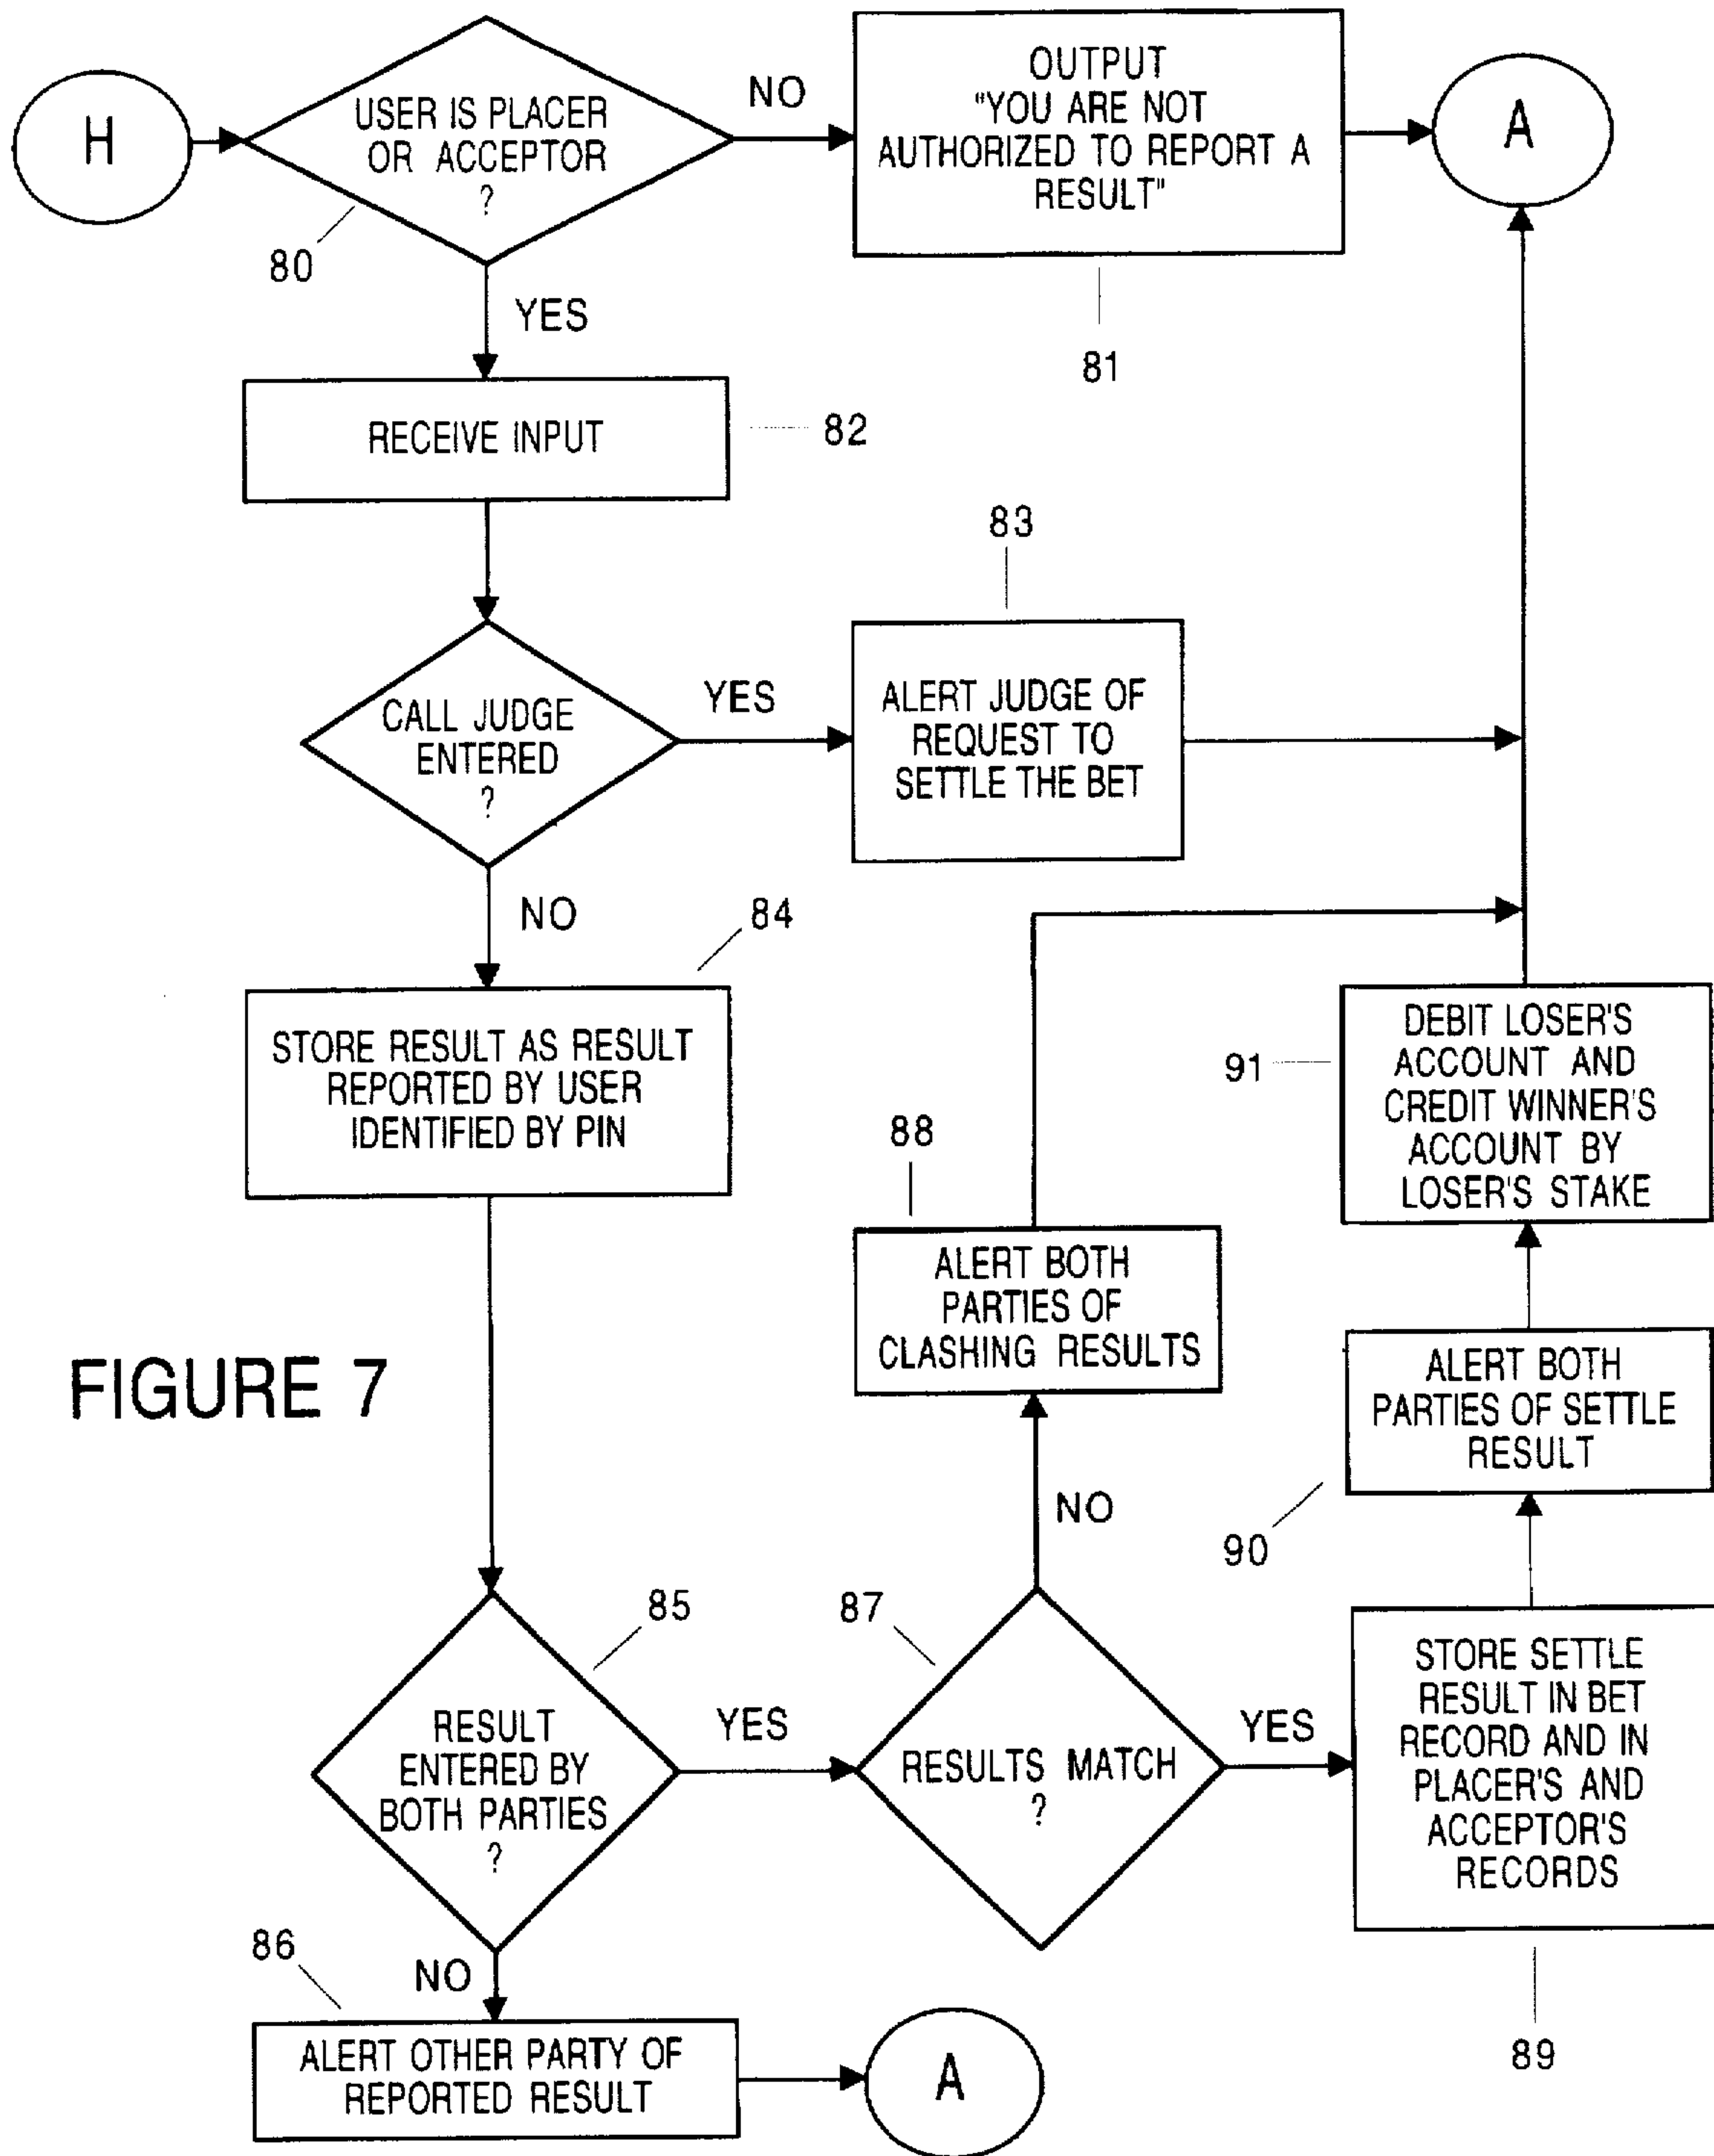 H
USER IS PLACER
OR ACCEPTOR
?
80
NO
OUTPUT
"YOU ARE NOT
AUTHORIZED TO REPORT A
RESULT"
81
A
YES
RECEIVE INPUT
82
CALL JUDGE
ENTERED
?
YES
83
ALERT JUDGE OF
REQUEST TO
SETTLE THE BET
NO
84
STORE RESULT AS RESULT
REPORTED BY USER
IDENTIFIED BY PIN
88
ALERT BOTH
PARTIES OF
CLASHING RESULTS
91
DEBIT LOSER'S
ACCOUNT AND
CREDIT WINNER'S
ACCOUNT BY
LOSER'S STAKE
FIGURE 7
ALERT BOTH
PARTIES OF SETTLE
RESULT
90
NO
85
RESULT
ENTERED BY
BOTH PARTIES
?
YES
87
RESULTS MATCH
?
YES
STORE SETTLE
RESULT IN BET
RECORD AND IN
PLACER'S AND
ACCEPTOR'S
RECORDS
89
86
NO
ALERT OTHER PARTY OF
REPORTED RESULT
A